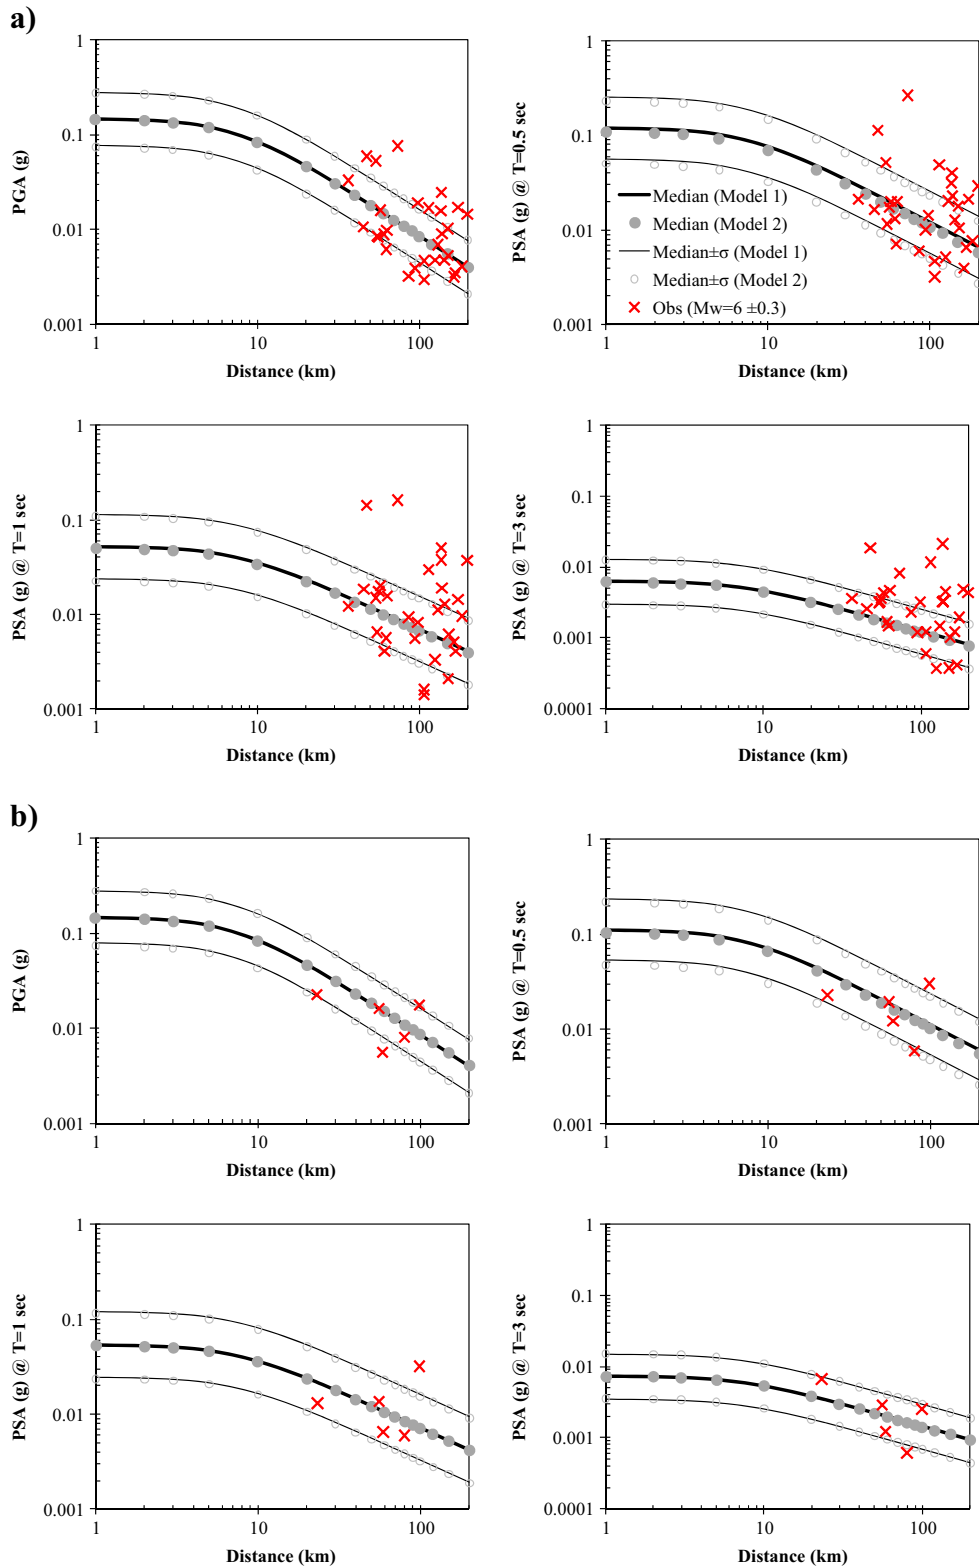 a)
1
0.1
0.01
0.001
PGA (g)
1 10 100
Distance (km)
1
0.1
0.01
0.001
PSA (g) @ T=0.5 sec
Median (Model 1)
Median (Model 2)
Median±σ (Model 1)
Median±σ (Model 2)
Obs (Mw=6 ±0.3)
1 10 100
Distance (km)
1
0.1
0.01
0.001
PSA (g) @ T=1 sec
1 10 100
Distance (km)
1
0.1
0.01
0.001
0.0001
PSA (g) @ T=3 sec
1 10 100
Distance (km)
b)
1
0.1
0.01
0.001
PGA (g)
1 10 100
Distance (km)
1
0.1
0.01
0.001
PSA (g) @ T=0.5 sec
1 10 100
Distance (km)
1
0.1
0.01
0.001
PSA (g) @ T=1 sec
1 10 100
Distance (km)
1
0.1
0.01
0.001
0.0001
PSA (g) @ T=3 sec
1 10 100
Distance (km)